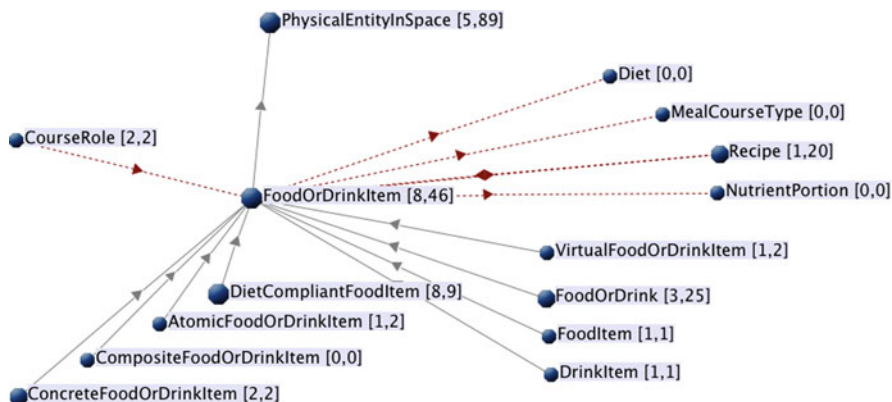 PhysicalEntityInSpace [5,89]
Diet [0,0]
MealCourseType [0,0]
CourseRole [2,2]
Recipe [1,20]
FoodOrDrinkItem [8,46]
NutrientPortion [0,0]
VirtualFoodOrDrinkItem [1,2]
DietCompliantFoodItem [8,9]
FoodOrDrink [3,25]
AtomicFoodOrDrinkItem [1,2]
FoodItem [1,1]
CompositeFoodOrDrinkItem [0,0]
DrinkItem [1,1]
ConcreteFoodOrDrinkItem [2,2]